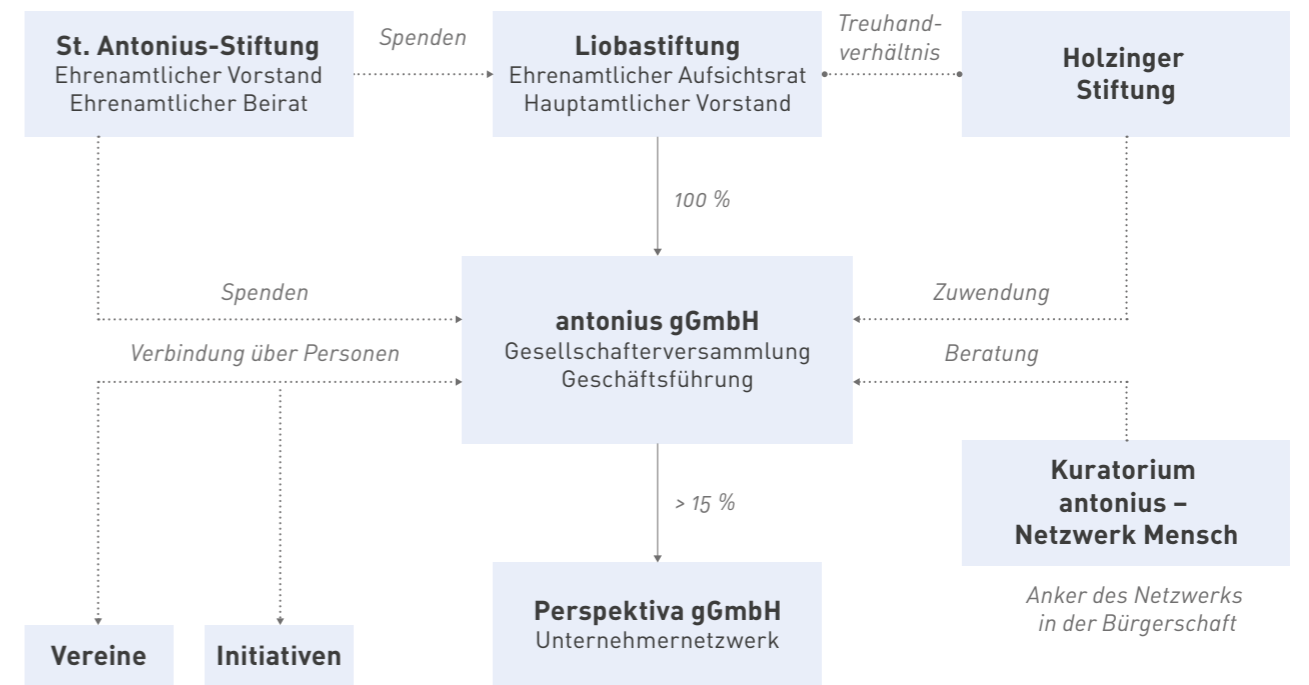 St. Antonius-Stiftung
Ehrenamtlicher Vorstand
Ehrenamtlicher Beirat
Spenden
Liobastiftung
Ehrenamtlicher Aufsichtsrat
Hauptamtlicher Vorstand
Treuhand-
verhältnis
Holzinger
Stiftung
100 %
Spenden
Verbindung über Personen
antonius gGmbH
Gesellschafterversammlung
Geschäftsführung
Zuwendung
Beratung
Kuratorium
antonius –
Netzwerk Mensch
Anker des Netzwerks
in der Bürgerschaft
> 15 %
Perspektiva gGmbH
Unternehmernetzwerk
Vereine
Initiativen